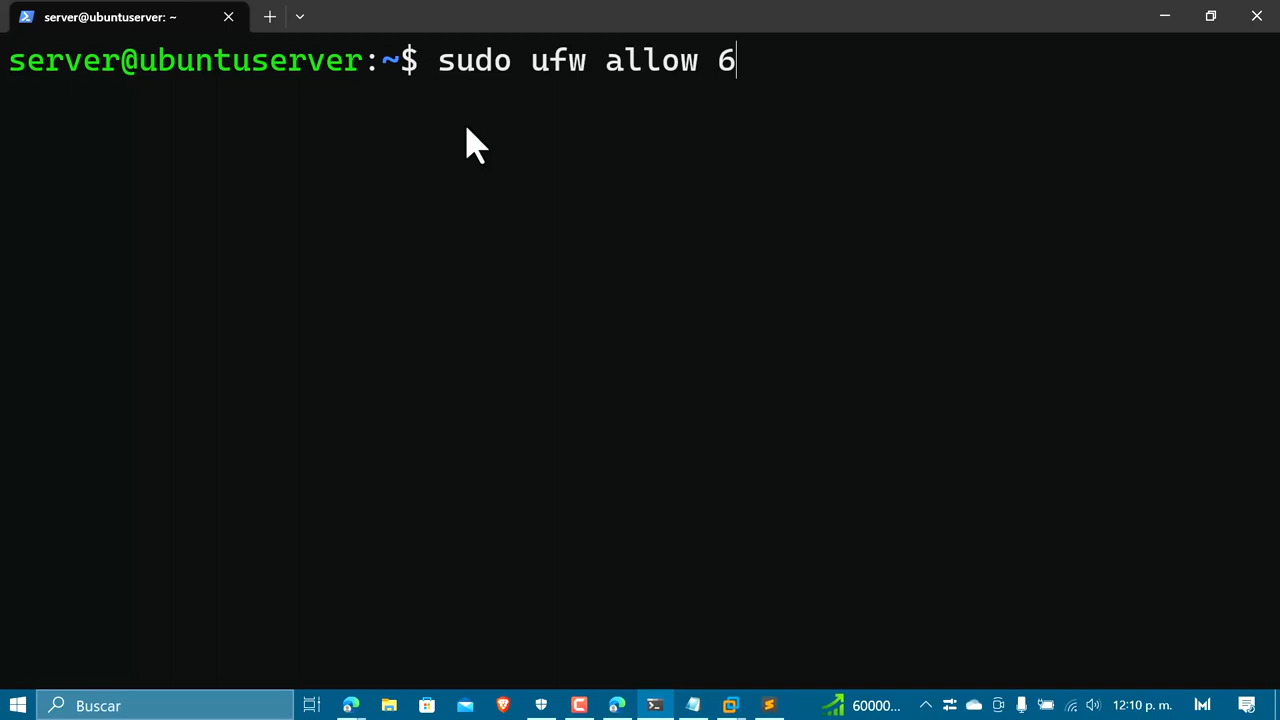 server@ubuntuserver: ~
server@ubuntuserver:~$ sudo ufw allow 6
Buscar
60000...
12:10 p. m.